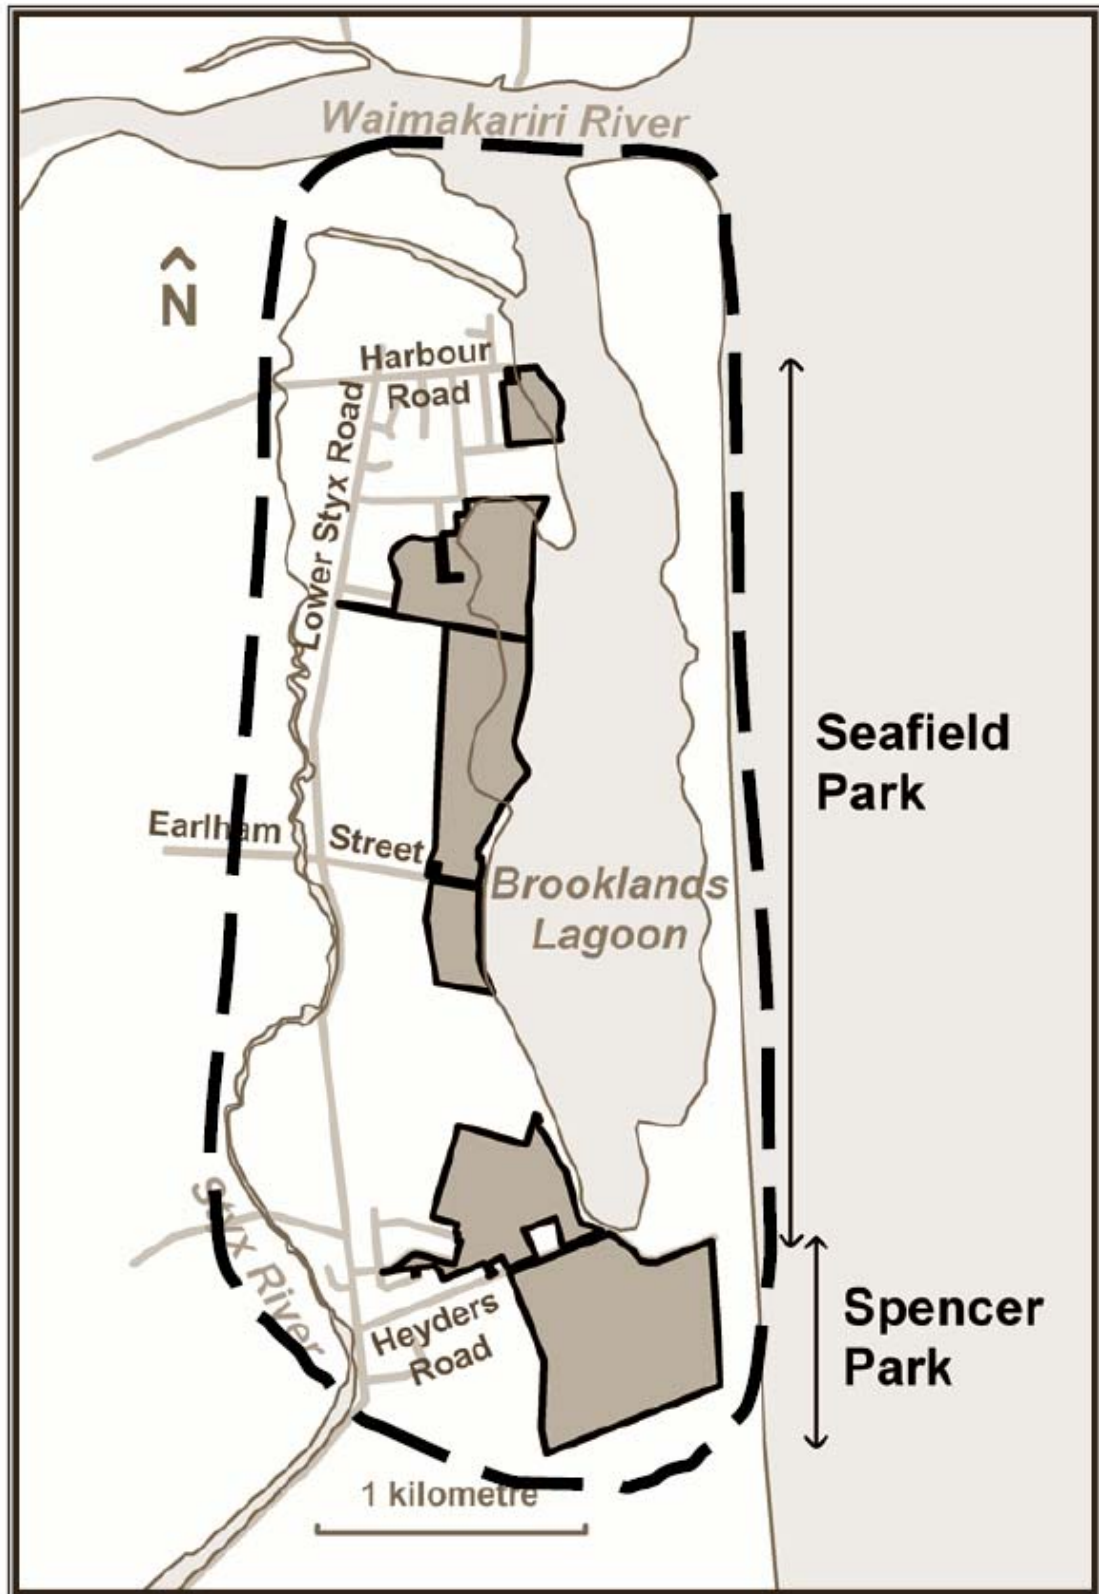 Waimakariri River
N
Harbour
Road
Lower Styx Road
Seafield
Park
Earlham Street
Brooklands
Lagoon
Styx River
Heyders
Road
Spencer
Park
1 kilometre